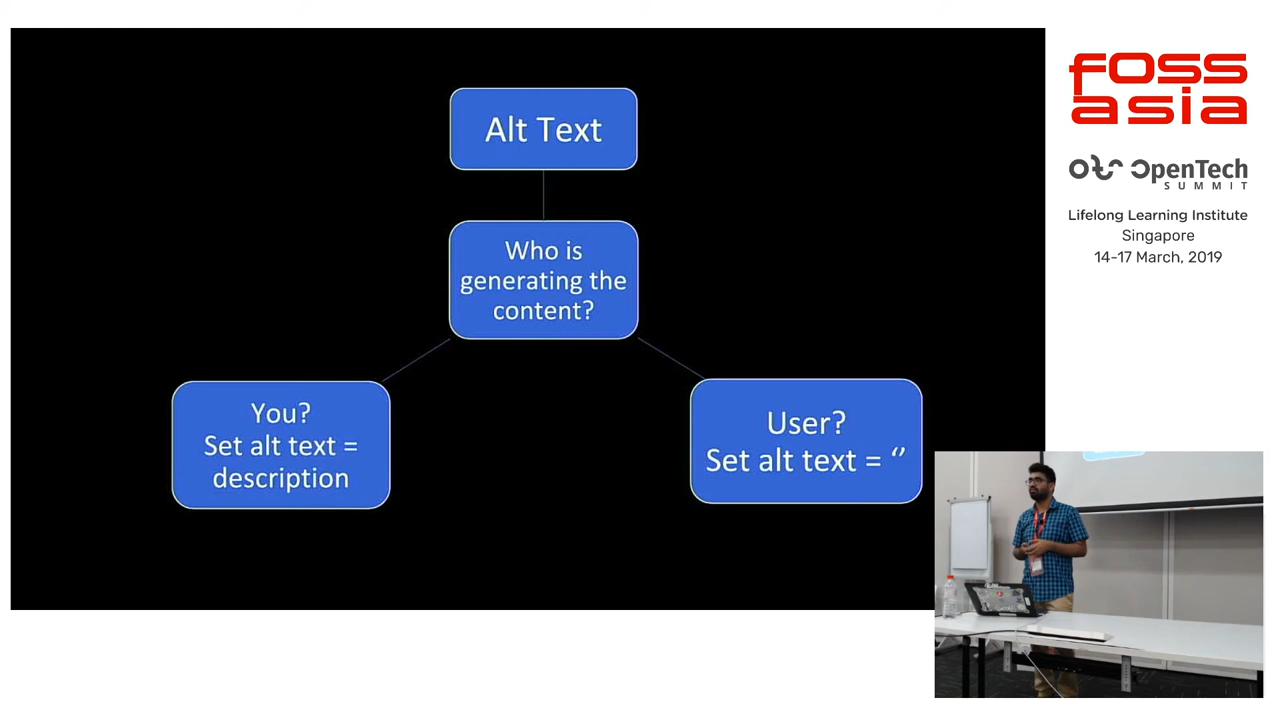 Alt Text
Who is
generating the
content?
You?
Set alt text =
description
User?
Set alt text = ‘’
FOSS
asia
OpenTech
SUMMIT
Lifelong Learning Institute
Singapore
14-17 March, 2019